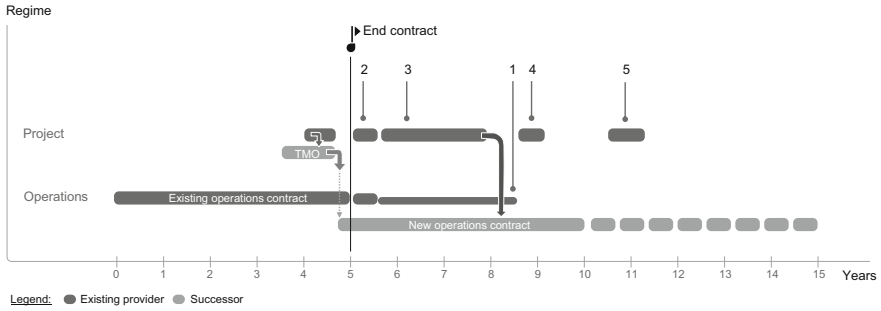 Regime
End contract
2 3 1 4 5
Project
TMO
Operations
Existing operations contract
New operations contract
0 1 2 3 4 5 6 7 8 9 10 11 12 13 14 15 Years
Legend: Existing provider Successor